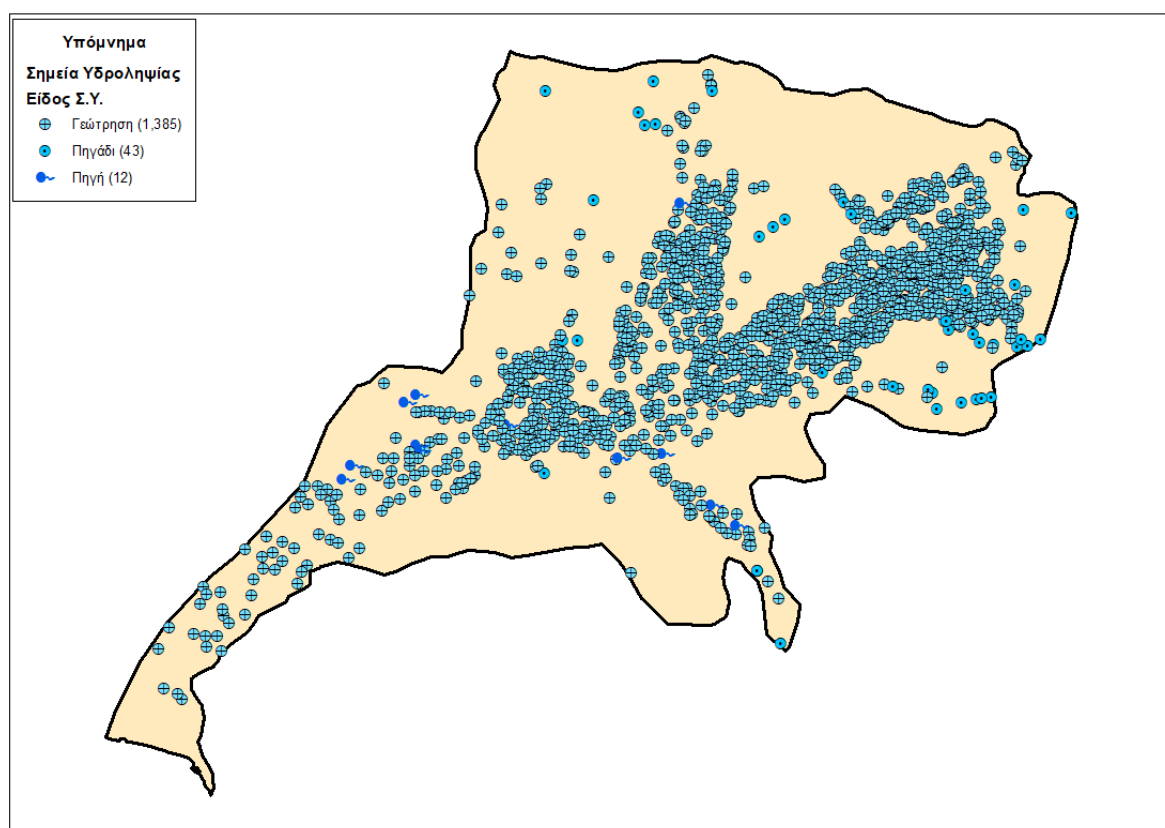 Υπόμνημα
Σημεία Υδροληψίας
Είδος Σ.Υ.
Γεώτρηση (1,385)
Πηγάδι (43)
Πηγή (12)